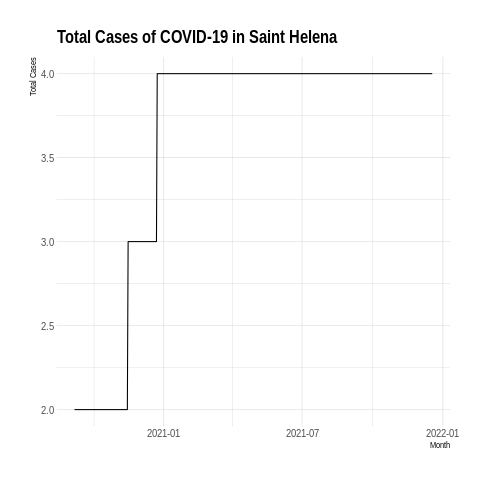 Total Cases of COVID-19 in Saint Helena
Total Cases
4.0
3.5
3.0
2.5
2.0
2021-01
2021-07
2022-01
Month